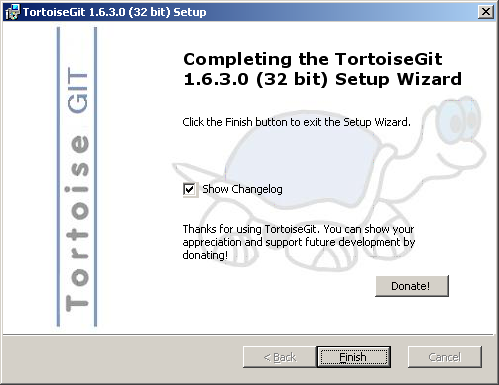 TortoiseGit 1.6.3.0 (32 bit) Setup
Tortoise GIT
Completing the TortoiseGit
1.6.3.0 (32 bit) Setup Wizard
Click the Finish button to exit the Setup Wizard.
Show Changelog
Thanks for using TortoiseGit. You can show your
appreciation and support future development by
donating!
Donate!
< Back
Finish
Cancel